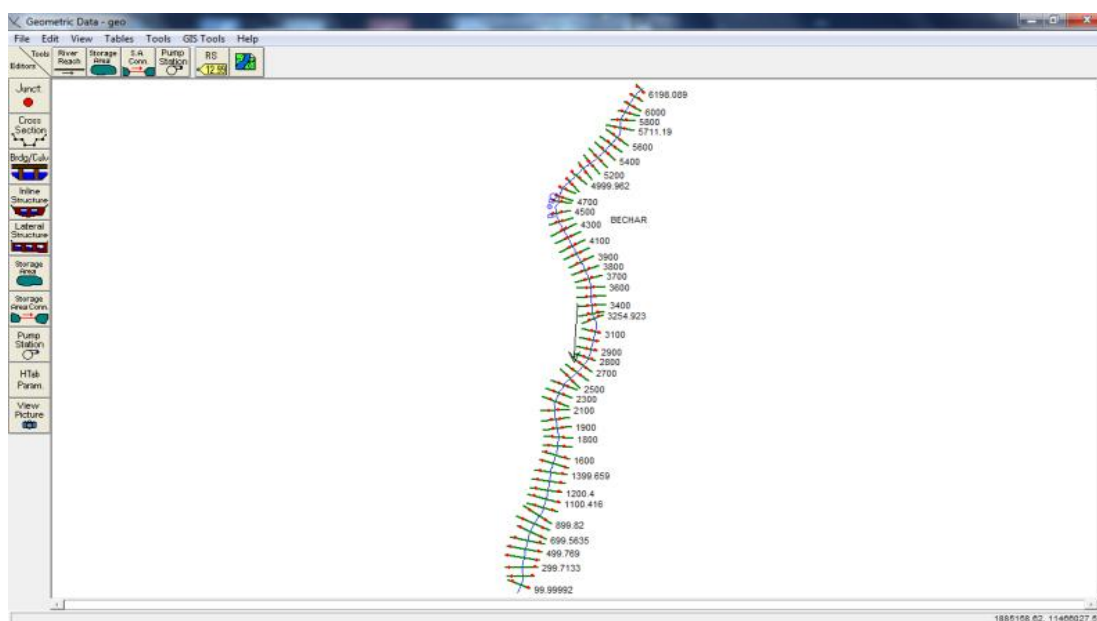 Geometric Data - geo
File Edit View Tables Tools GIS Tools Help
Tools
Editors
River Reach
Storage Area
S.A. Conn.
Pump Station
RS
12.99
Junct.
Cross Section
Brdg/Culv
Inline Structure
Lateral Structure
Storage Area
Storage Area Conn.
Pump Station
HTab Param.
View Picture
6198.089
6000
5800
5711.19
5600
5400
5200
4999.962
4700
4500
BECHAR
4300
4100
3900
3800
3700
3600
3400
3254.923
3100
2900
2800
2700
2500
2300
2100
1900
1800
1600
1399.659
1200.4
1100.416
899.82
699.5635
499.769
299.7133
99.99992